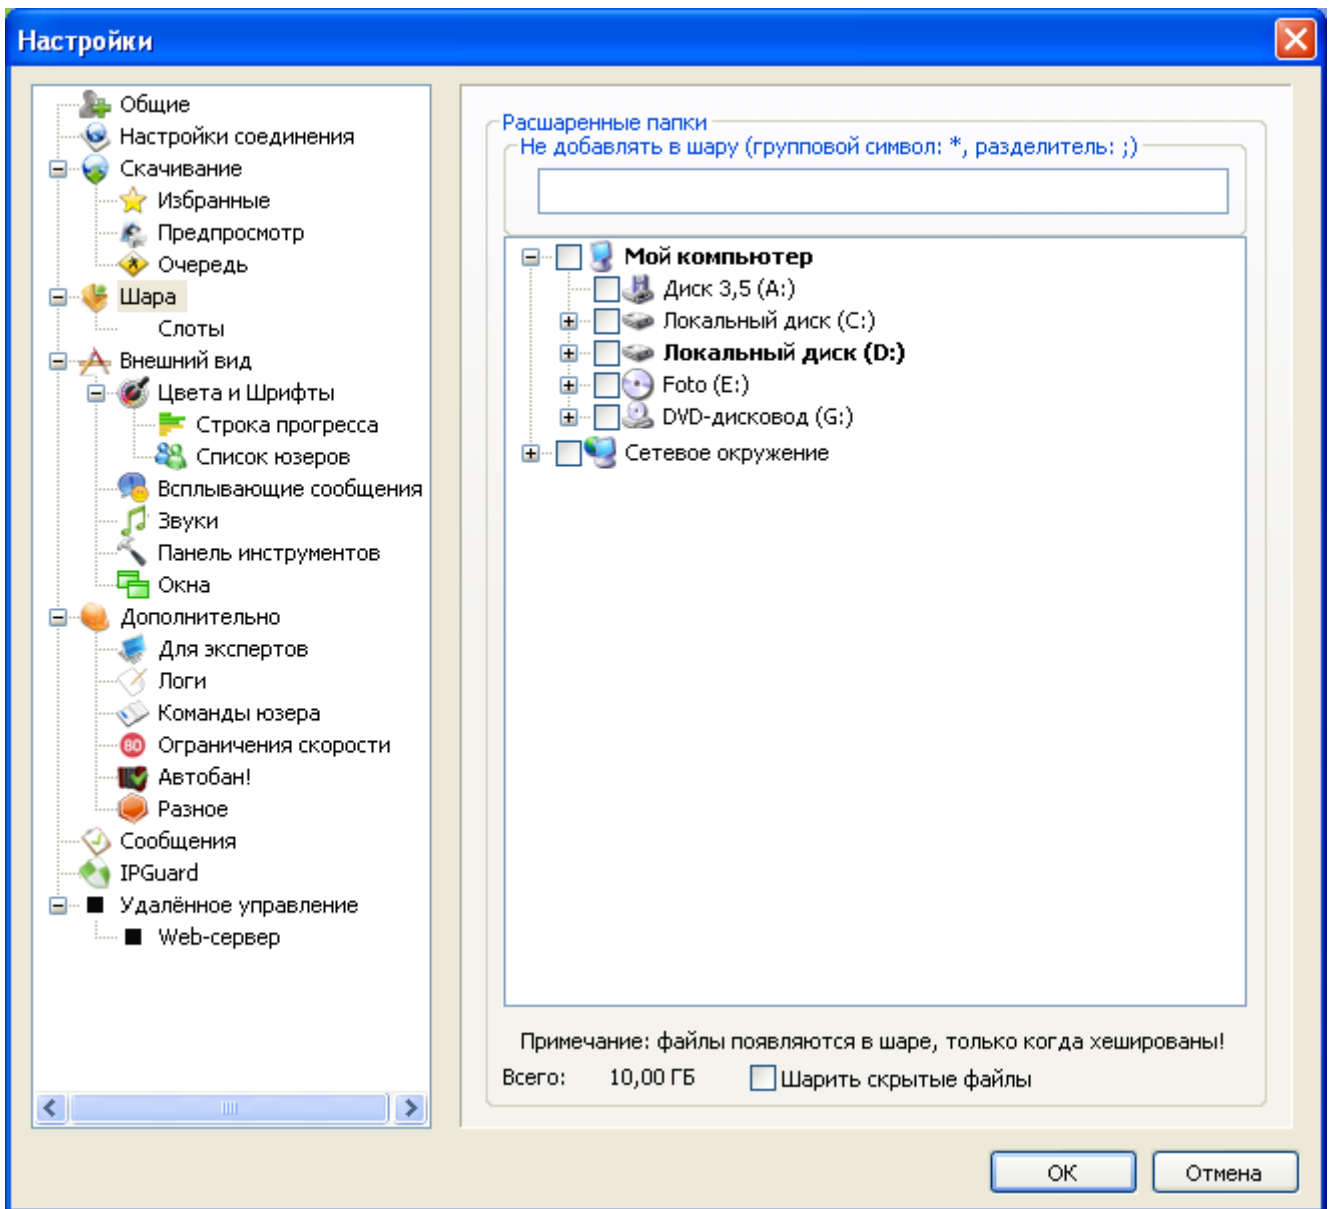 Настройки
Общие
Настройки соединения
Скачивание
Избранные
Предпросмотр
Очередь
Шара
Слоты
Внешний вид
Цвета и Шрифты
Строка прогресса
Список юзеров
Всплывающие сообщения
Звуки
Панель инструментов
Окна
Дополнительно
Для экспертов
Логи
Команды юзера
80 Ограничения скорости
Автобан!
Разное
Сообщения
IPGuard
Удалённое управление
Web-сервер
Расшаренные папки
Не добавлять в шару (групповой символ: *, разделитель: ;)
Мой компьютер
Диск 3,5 (A:)
Локальный диск (C:)
Локальный диск (D:)
Foto (E:)
DVD-дисковод (G:)
Сетевое окружение
Примечание: файлы появляются в шаре, только когда хешированы!
Всего: 10,00 ГБ Шарить скрытые файлы
OK Отмена